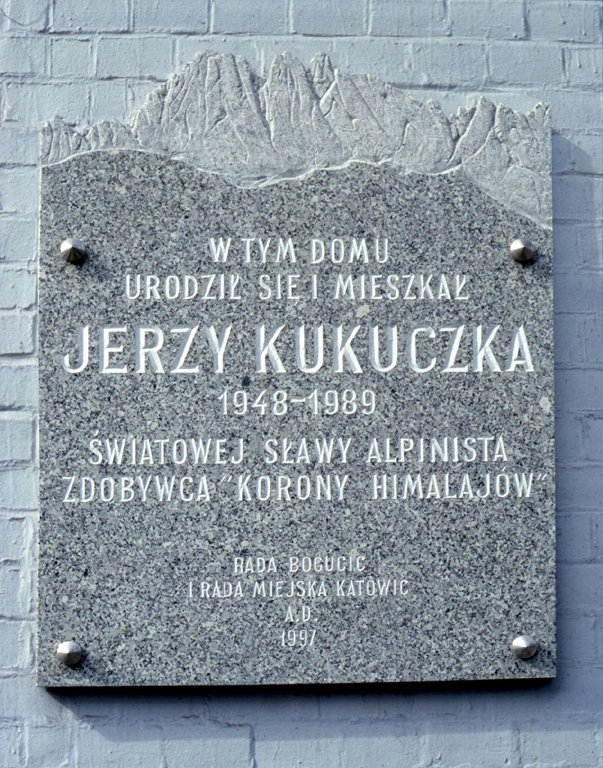 W TYM DOMU
URODZIŁ SIĘ I MIESZKAŁ
JERZY KUKUCZKA
1948-1989
ŚWIATOWEJ SŁAWY ALPINISTA
ZDOBYWCA "KORONY HIMALAJÓW"
RADA BOGUCIC
I RADA MIEJSKA KATOWIC
A.D.
1997